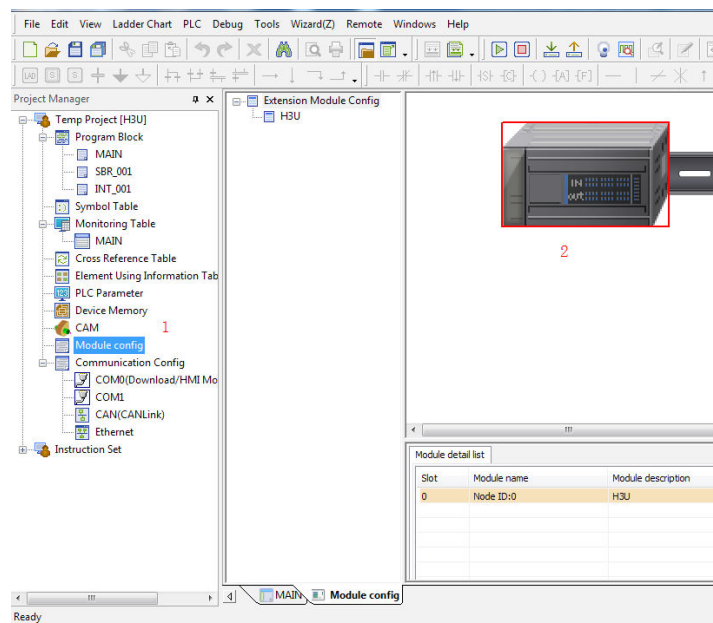 File Edit View Ladder Chart PLC Debug Tools Wizard(Z) Remote Windows Help
LAD S S
Project Manager
Temp Project [H3U]
Program Block
MAIN
SBR_001
INT_001
Symbol Table
Monitoring Table
MAIN
Cross Reference Table
Element Using Information Tab
PLC Parameter
Device Memory
CAM
1
Module config
Communication Config
COM0(Download/HMI Mo
COM1
CAN(CANLink)
Ethernet
Instruction Set
Extension Module Config
H3U
IN
out
2
Module detail list
Slot Module name Module description
0 Node ID:0 H3U
MAIN Module config
Ready